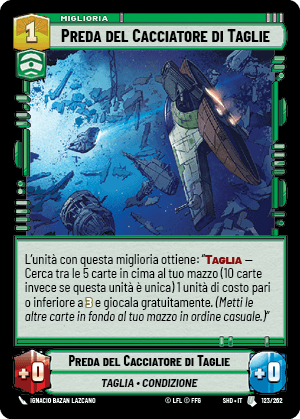 MIGLIORIA
1
PREDA DEL CACCIATORE DI TAGLIE
L'unità con questa miglioria ottiene: "TAGLIA —
Cerca tra le 5 carte in cima al tuo mazzo (10 carte
invece se questa unità è unica) 1 unità di costo pari
o inferiore a 3 e giocala gratuitamente. (Metti le
altre carte in fondo al tuo mazzo in ordine casuale.)"
PREDA DEL CACCIATORE DI TAGLIE
+0
TAGLIA • CONDIZIONE
+0
IGNACIO BAZAN LAZCANO
© LFL © FFG
SHD • IT
123/262